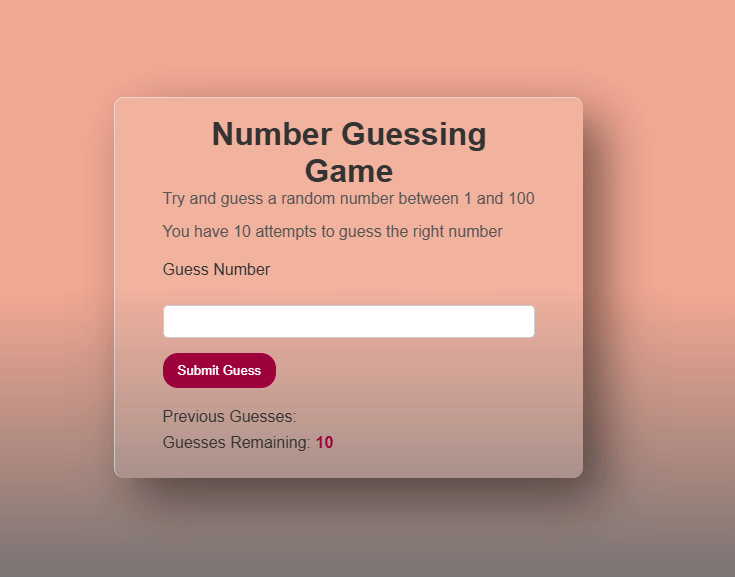 Number Guessing
Game
Try and guess a random number between 1 and 100
You have 10 attempts to guess the right number
Guess Number
Submit Guess
Previous Guesses:
Guesses Remaining: 10